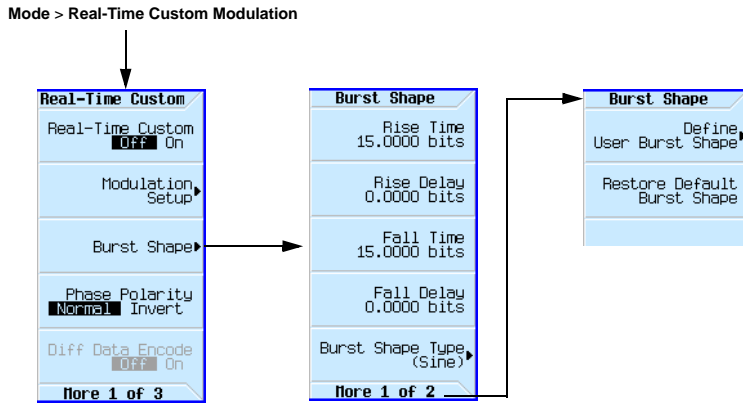 Mode > Real-Time Custom Modulation
Real-Time Custom
Real-Time Custom
Off On
Modulation
Setup
Burst Shape
Phase Polarity
Normal Invert
Diff Data Encode
Off On
More 1 of 3
Burst Shape
Rise Time
15.0000 bits
Rise Delay
0.0000 bits
Fall Time
15.0000 bits
Fall Delay
0.0000 bits
Burst Shape Type
(Sine)
More 1 of 2
Burst Shape
Define
User Burst Shape
Restore Default
Burst Shape